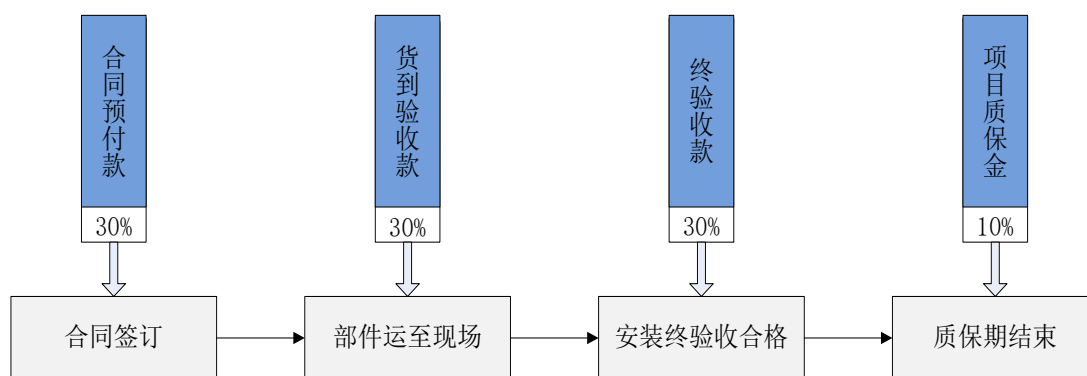 合同预付款
货到验收款
终验收款
项目质保金
30%
30%
30%
10%
合同签订
部件运至现场
安装终验收合格
质保期结束